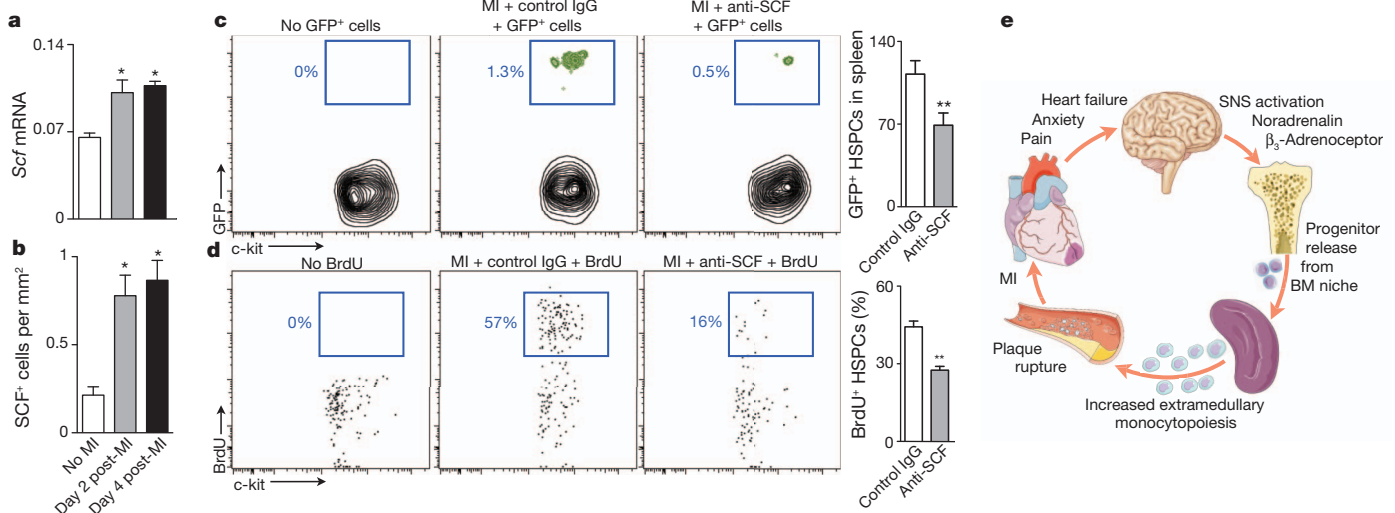 a
0.14
0.07
0
Scf mRNA
b
1
0.5
0
SCF⁺ cells per mm²
No MI
Day 2 post-MI
Day 4 post-MI
*
*
*
*
c
No GFP⁺ cells
MI + control IgG
+ GFP⁺ cells
MI + anti-SCF
+ GFP⁺ cells
0%
1.3%
0.5%
GFP
c-kit
140
70
0
GFP⁺ HSPCs in spleen
**
Control IgG
Anti-SCF
d
No BrdU
MI + control IgG + BrdU
MI + anti-SCF + BrdU
0%
57%
16%
BrdU
c-kit
60
30
0
BrdU⁺ HSPCs (%)
**
Control IgG
Anti-SCF
e
Heart failure
Anxiety
Pain
SNS activation
Noradrenalin
β₃-Adrenoceptor
Progenitor
release
from
BM niche
MI
Plaque
rupture
Increased extramedullary
monocytopoiesis